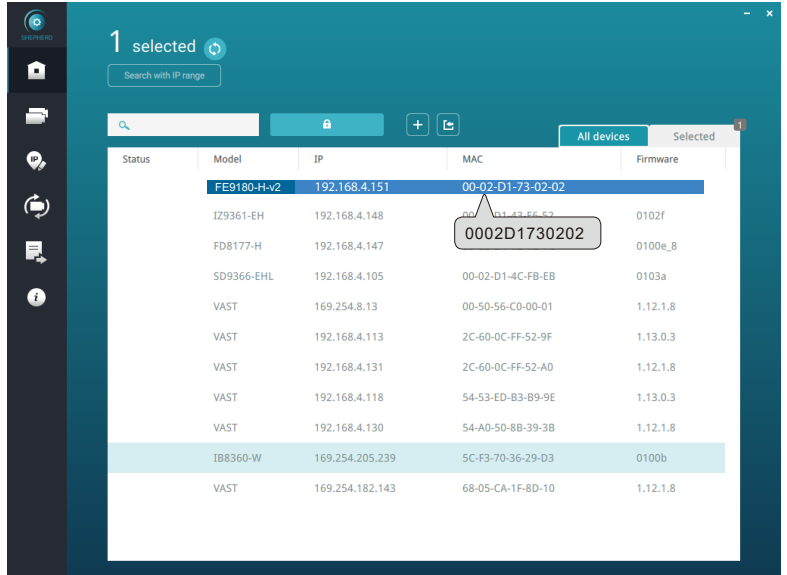 SHEPHERD
1 selected
Search with IP range
All devices Selected 1
Status Model IP MAC Firmware
FE9180-H-v2 192.168.4.151 00-02-D1-73-02-02
IZ9361-EH 192.168.4.148 0102f
0002D1730202
FD8177-H 192.168.4.147 0100e_8
SD9366-EHL 192.168.4.105 00-02-D1-4C-FB-EB 0103a
VAST 169.254.8.13 00-50-56-C0-00-01 1.12.1.8
VAST 192.168.4.113 2C-60-0C-FF-52-9F 1.13.0.3
VAST 192.168.4.131 2C-60-0C-FF-52-A0 1.12.1.8
VAST 192.168.4.118 54-53-ED-B3-B9-9E 1.13.0.3
VAST 192.168.4.130 54-A0-50-8B-39-3B 1.12.1.8
IB8360-W 169.254.205.239 5C-F3-70-36-29-D3 0100b
VAST 169.254.182.143 68-05-CA-1F-8D-10 1.12.1.8
IP
i